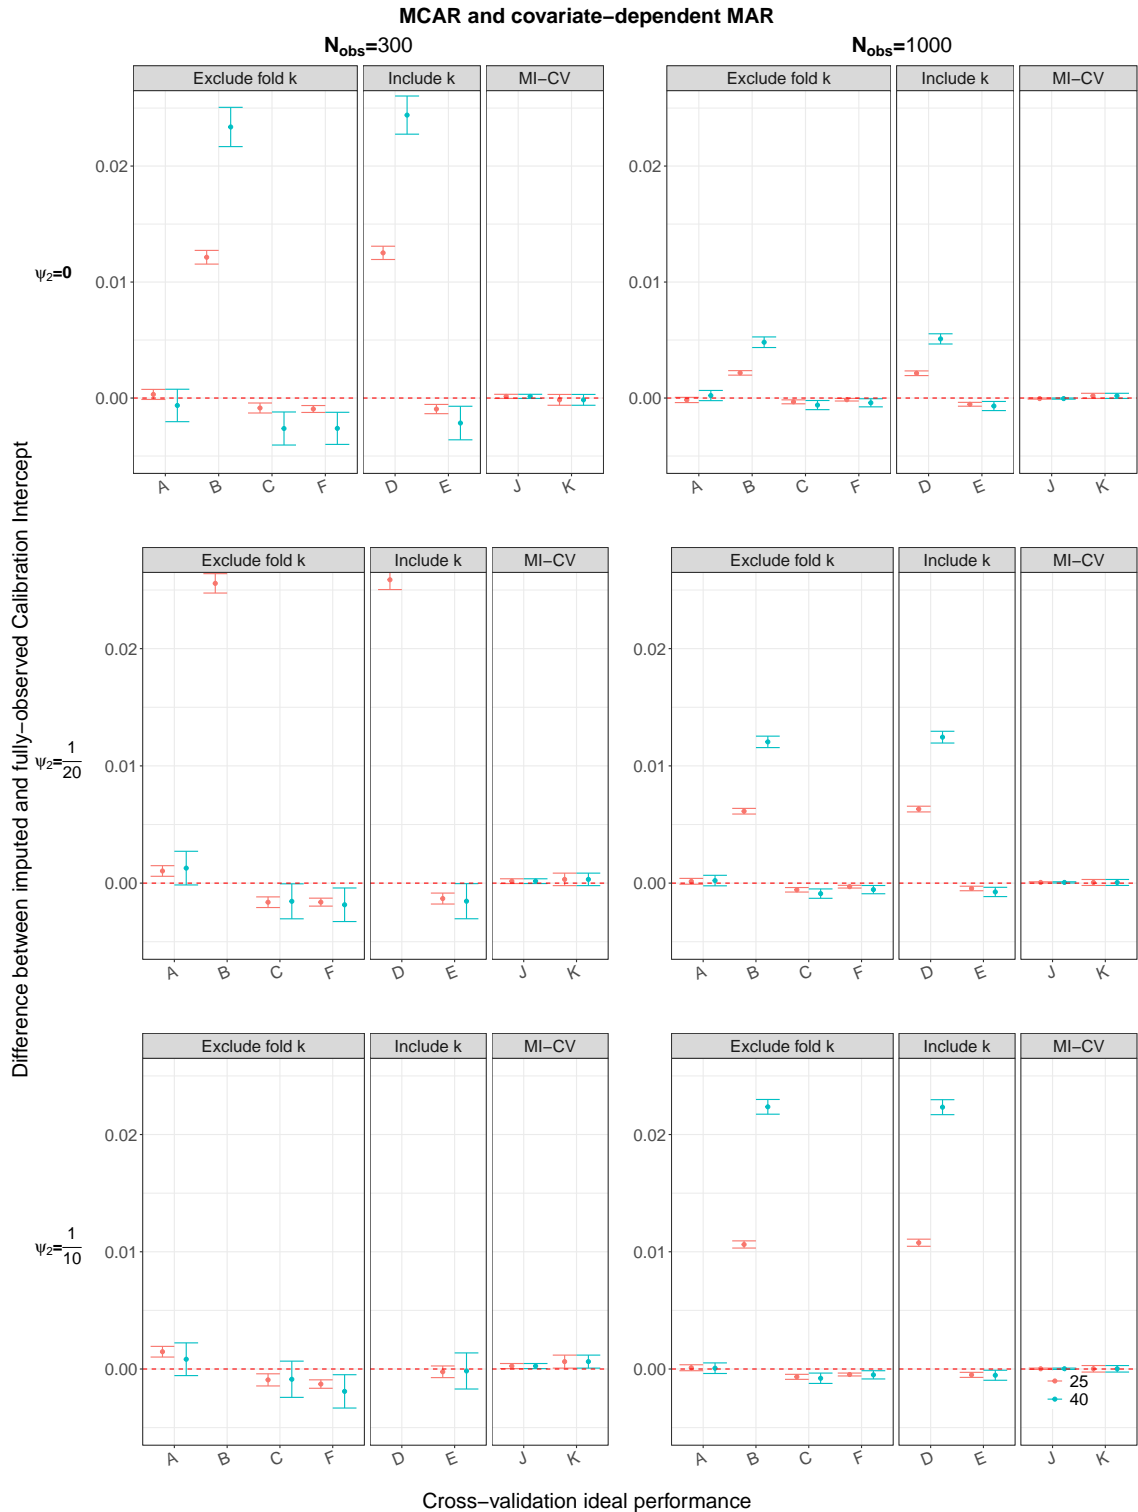 MCAR and covariate−dependent MAR
N_obs=300 N_obs=1000
Exclude fold k Include k MI−CV Exclude fold k Include k MI−CV
0.02 0.02
0.01 0.01
ψ₂=0
0.00 0.00
A B C F D E J K A B C F D E J K
Difference between imputed and fully−observed Calibration Intercept
Exclude fold k Include k MI−CV Exclude fold k Include k MI−CV
0.02 0.02
ψ₂=1/20
0.01 0.01
0.00 0.00
A B C F D E J K A B C F D E J K
Exclude fold k Include k MI−CV Exclude fold k Include k MI−CV
0.02 0.02
ψ₂=1/10
0.01 0.01
0.00 0.00
25
40
A B C F D E J K A B C F D E J K
Cross−validation ideal performance